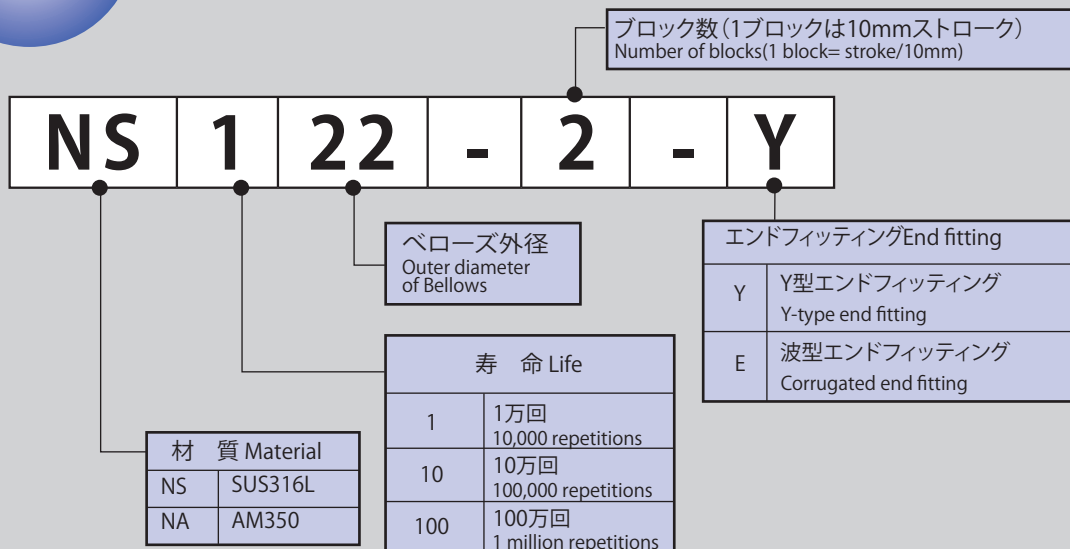 ブロック数(1ブロックは10mmストローク)
Number of blocks(1 block= stroke/10mm)
NS 1 22 - 2 - Y
ベローズ外径
Outer diameter
of Bellows
エンドフィッティングEnd fitting
Y Y型エンドフィッティング
Y-type end fitting
E 波型エンドフィッティング
Corrugated end fitting
寿 命 Life
1 1万回
10,000 repetitions
10 10万回
100,000 repetitions
100 100万回
1 million repetitions
材 質 Material
NS SUS316L
NA AM350